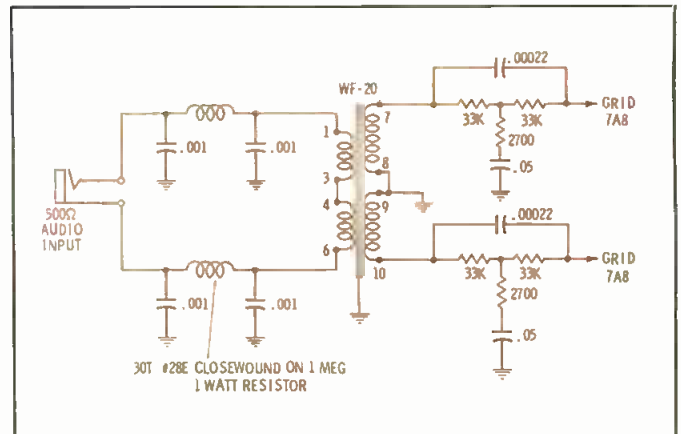 .00022
WF-20
7
33K
33K
GRID
7A8
1
2700
.001
.001
8
.05
3
4
9
500Ω
AUDIO
INPUT
.00022
6
10
33K
33K
GRID
7A8
2700
.001
.001
.05
30T #28E CLOSEWOUND ON 1 MEG
1 WATT RESISTOR